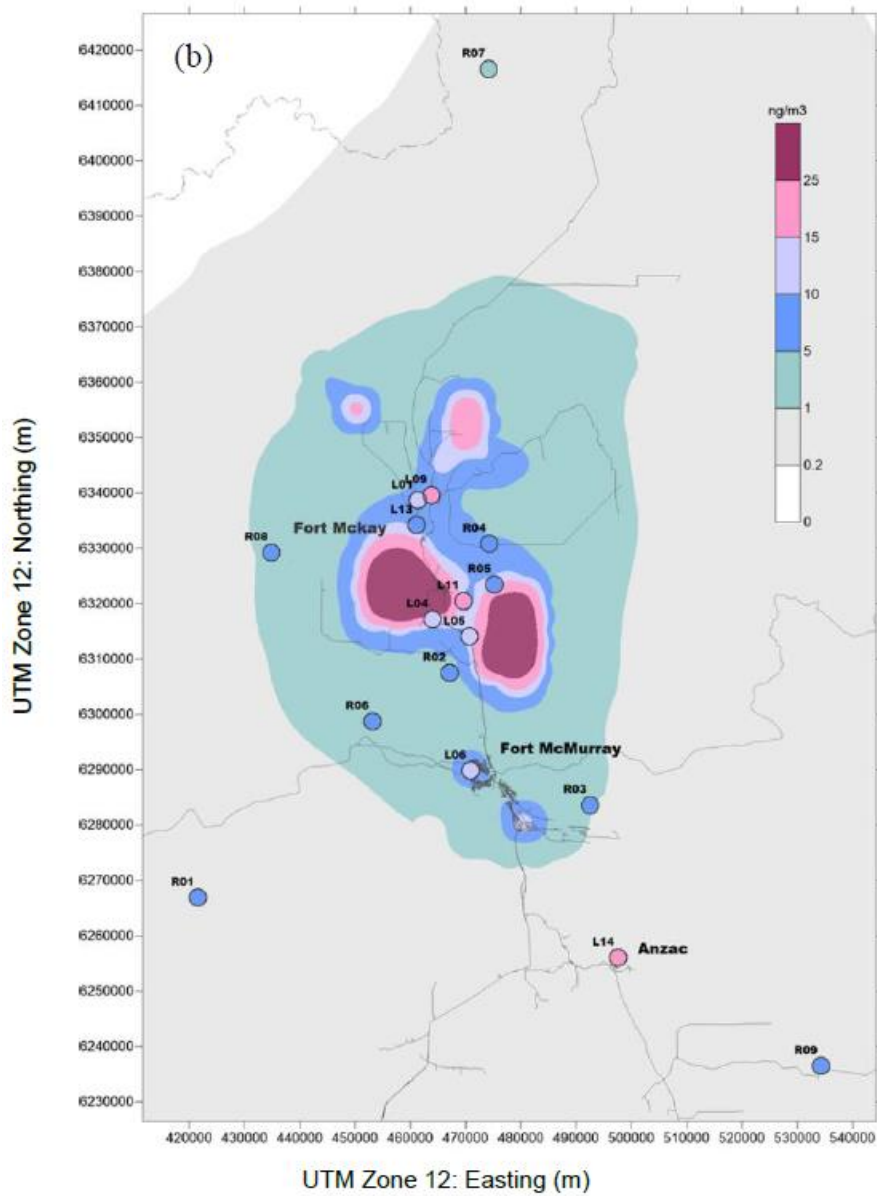 (b)
R07
ng/m3
25
15
10
5
1
0.2
0
6420000
6410000
6400000
6390000
6380000
6370000
6360000
6350000
6340000
6330000
6320000
6310000
6300000
6290000
6280000
6270000
6260000
6250000
6240000
6230000
UTM Zone 12: Northing (m)
L09
L01
L13
Fort Mckay
R04
R08
R05
L11
L04
L05
R02
R06
Fort McMurray
L06
R03
R01
L14
Anzac
R09
420000 430000 440000 450000 460000 470000 480000 490000 500000 510000 520000 530000 540000
UTM Zone 12: Easting (m)